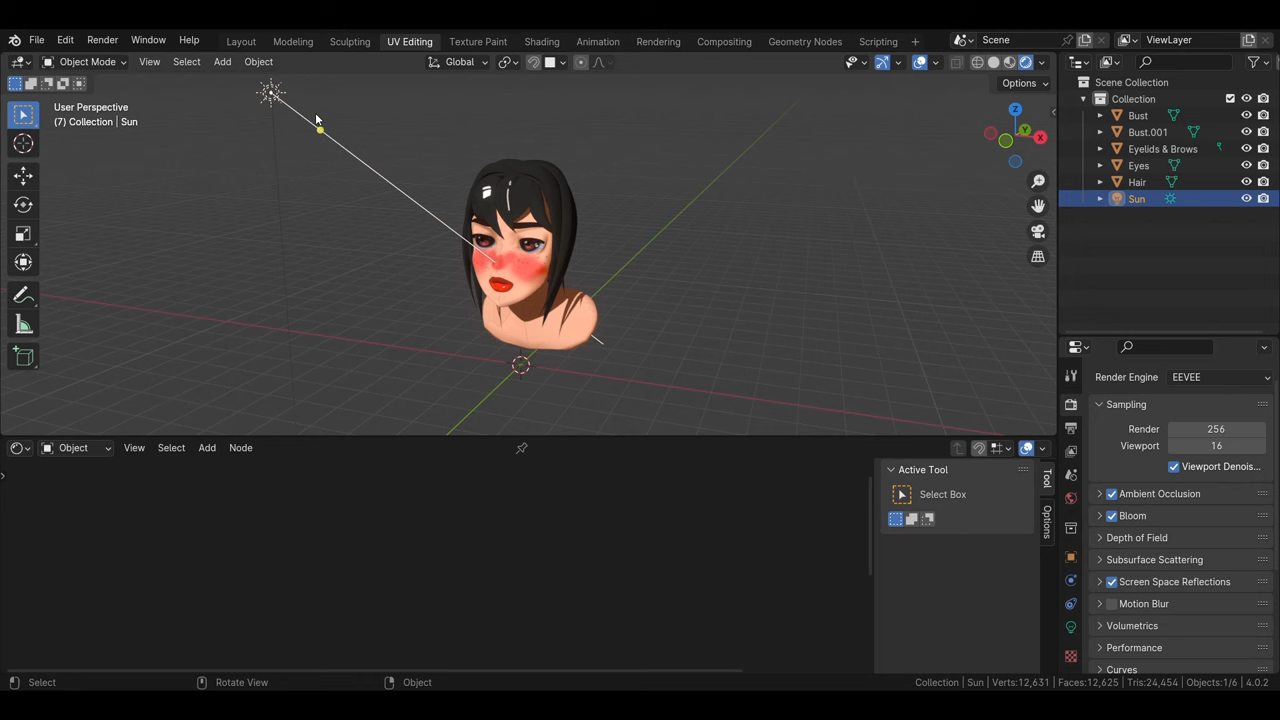 File Edit Render Window Help Layout Modeling Sculpting UV Editing Texture Paint Shading Animation Rendering Compositing Geometry Nodes Scripting + Scene ViewLayer
Object Mode View Select Add Object Global
Options
User Perspective
(7) Collection | Sun
Z
Y
X
Scene Collection
Collection
Bust
Bust.001
Eyelids & Brows
Eyes
Hair
Sun
Render Engine EEVEE
Sampling
Render 256
Viewport 16
Viewport Denois...
Ambient Occlusion
Bloom
Depth of Field
Subsurface Scattering
Screen Space Reflections
Motion Blur
Volumetrics
Performance
Curves
Object View Select Add Node
Active Tool
Select Box
Tool
Options
Select Rotate View Object Collection | Sun | Verts:12,631 | Faces:12,625 | Tris:24,454 | Objects:1/6 | 4.0.2